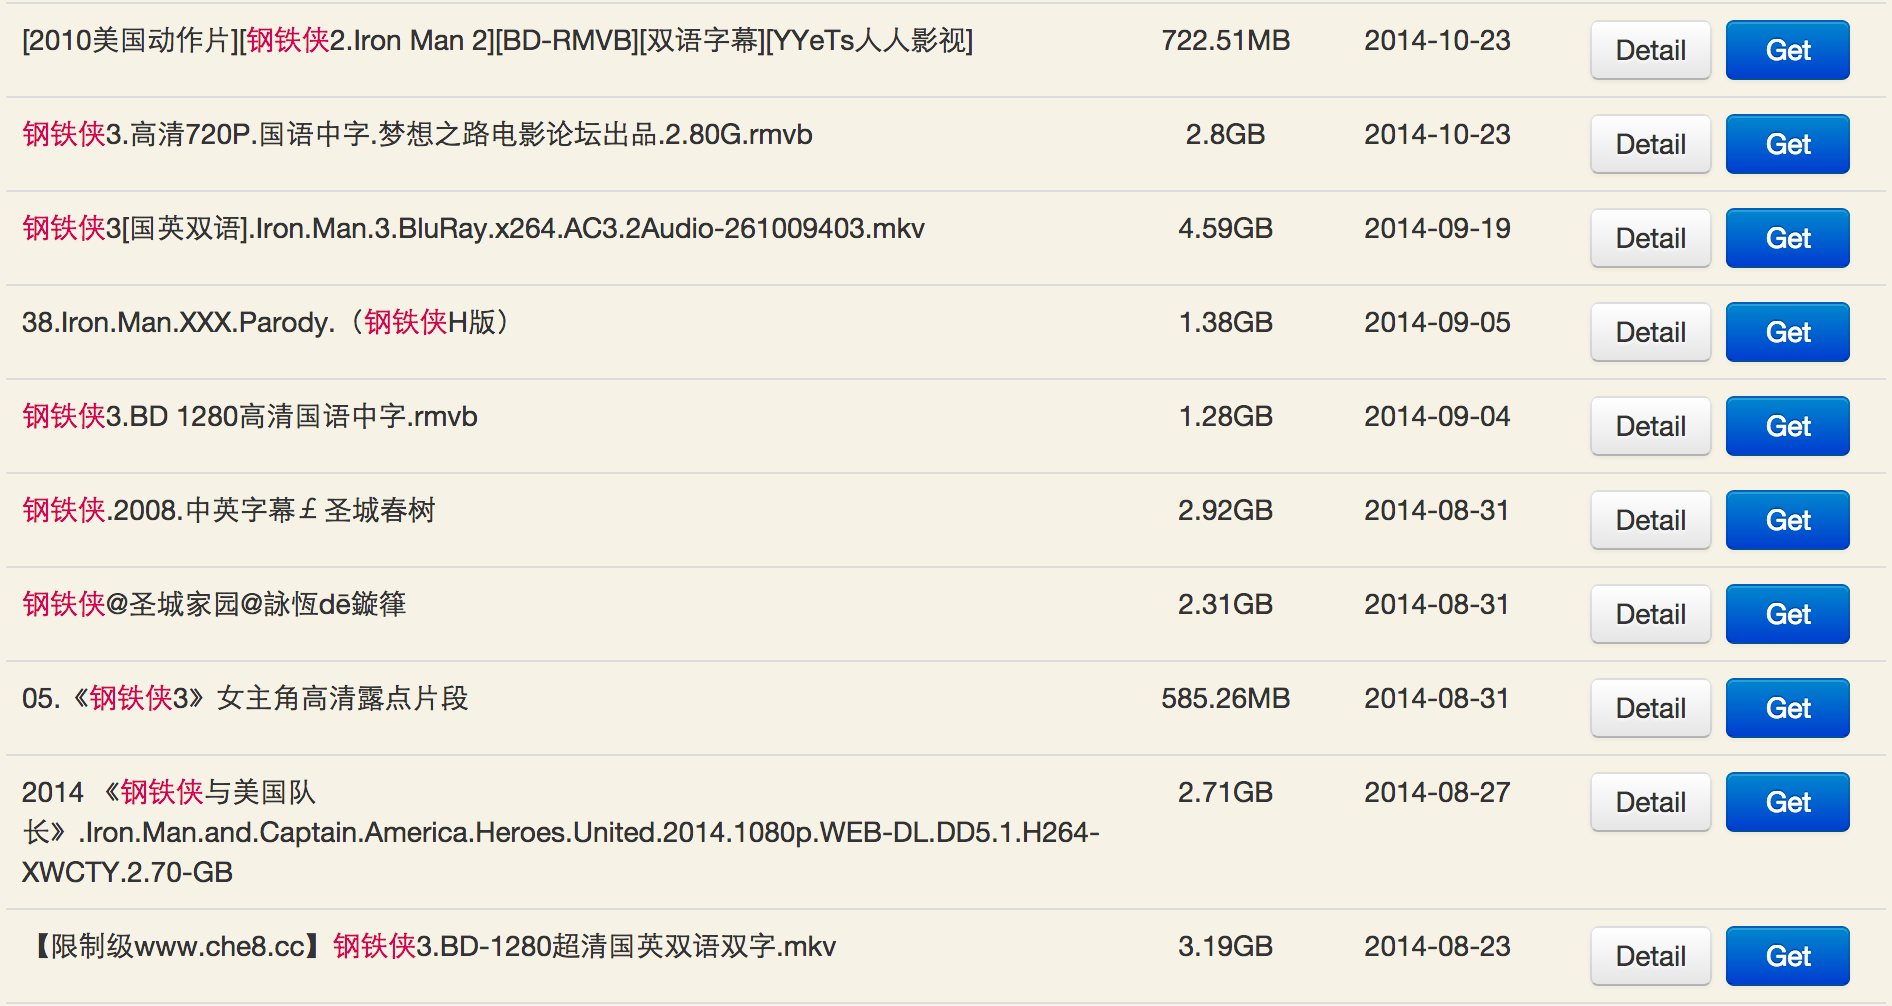 [2010美国动作片][钢铁侠2.Iron Man 2][BD-RMVB][双语字幕][YYeTs人人影视] 722.51MB 2014-10-23 Detail Get
钢铁侠3.高清720P.国语中字.梦想之路电影论坛出品.2.80G.rmvb 2.8GB 2014-10-23 Detail Get
钢铁侠3[国英双语].Iron.Man.3.BluRay.x264.AC3.2Audio-261009403.mkv 4.59GB 2014-09-19 Detail Get
38.Iron.Man.XXX.Parody.（钢铁侠H版） 1.38GB 2014-09-05 Detail Get
钢铁侠3.BD 1280高清国语中字.rmvb 1.28GB 2014-09-04 Detail Get
钢铁侠.2008.中英字幕￡圣城春树 2.92GB 2014-08-31 Detail Get
钢铁侠@圣城家园@詠恆dē鏇箻 2.31GB 2014-08-31 Detail Get
05.《钢铁侠3》女主角高清露点片段 585.26MB 2014-08-31 Detail Get
2014 《钢铁侠与美国队 2.71GB 2014-08-27 Detail Get
长》.Iron.Man.and.Captain.America.Heroes.United.2014.1080p.WEB-DL.DD5.1.H264-
XWCTY.2.70-GB
【限制级www.che8.cc】钢铁侠3.BD-1280超清国英双语双字.mkv 3.19GB 2014-08-23 Detail Get